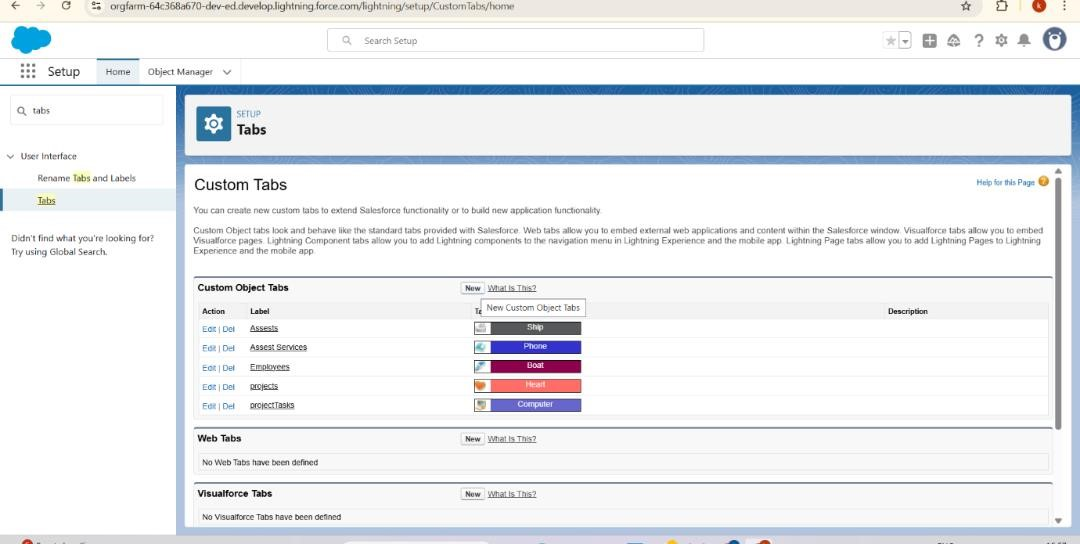 orgfarm-64c368a670-dev-ed.develop.lightning.force.com/lightning/setup/CustomTabs/home
Search Setup
Setup Home Object Manager
tabs
User Interface
Rename Tabs and Labels
Tabs
Didn't find what you're looking for?
Try using Global Search.
SETUP
Tabs
Custom Tabs
Help for this Page
You can create new custom tabs to extend Salesforce functionality or to build new application functionality.
Custom Object tabs look and behave like the standard tabs provided with Salesforce. Web tabs allow you to embed external web applications and content within the Salesforce window. Visualforce tabs allow you to embed
Visualforce pages. Lightning Component tabs allow you to add Lightning components to the navigation menu in Lightning Experience and the mobile app. Lightning Page tabs allow you to add Lightning Pages to Lightning
Experience and the mobile app.
Custom Object Tabs New What Is This?
New Custom Object Tabs
Action Label Description
Edit | Del Assests Ship
Edit | Del Assest Services Phone
Edit | Del Employees Boat
Edit | Del projects Heart
Edit | Del projectTasks Computer
Web Tabs New What Is This?
No Web Tabs have been defined
Visualforce Tabs New What Is This?
No Visualforce Tabs have been defined